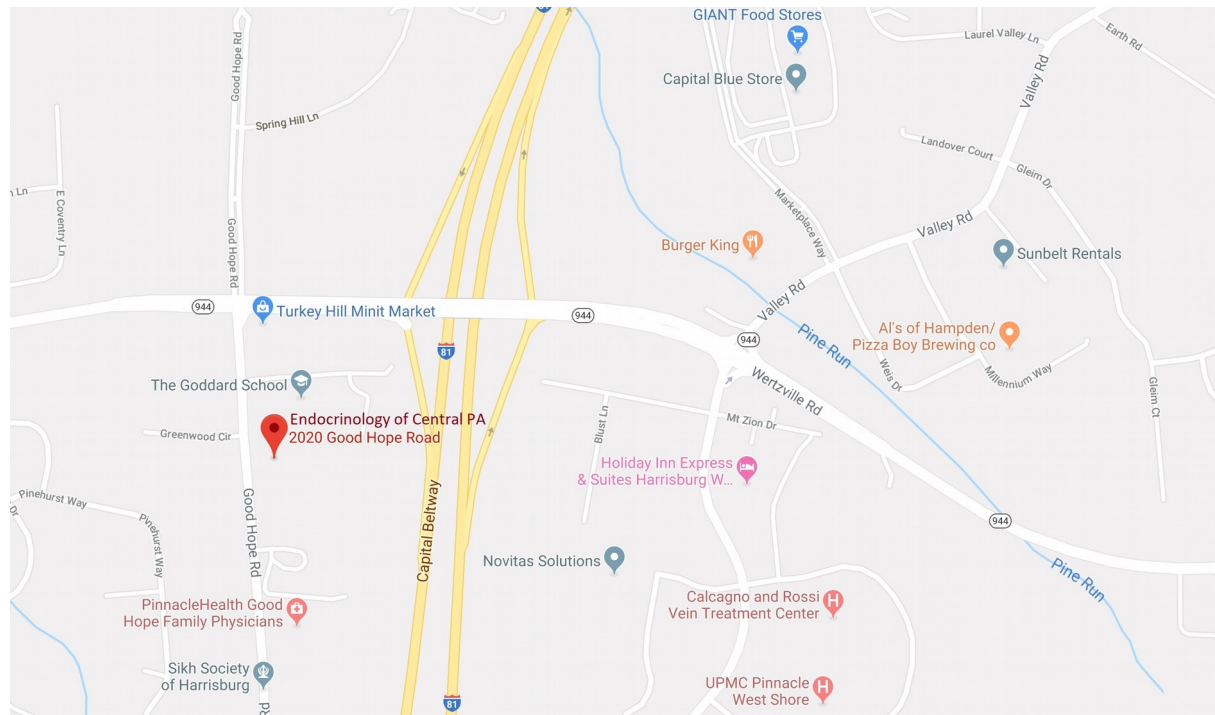 GIANT Food Stores
Laurel Valley Ln
Earth Rd
Good Hope Rd
Capital Blue Store
Valley Rd
Spring Hill Ln
Landover Court
Gleim Dr
Ln
E Coventry Ln
Good Hope Rd
Marketplace Way
Valley Rd
Burger King
Sunbelt Rentals
Valley Rd
944
Turkey Hill Minit Market
944
944
Al's of Hampden/
Pizza Boy Brewing co
Pine Run
81
Weis Dr
Millennium Way
The Goddard School
Wertzville Rd
Gleim Ct
Endocrinology of Central PA
2020 Good Hope Road
Greenwood Cir
Blust Ln
Mt Zion Dr
Holiday Inn Express
& Suites Harrisburg W...
Pinehurst Way
Dr
Good Hope Rd
Pinehurst Way
Capital Beltway
944
Novitas Solutions
Pine Run
PinnacleHealth Good
Hope Family Physicians
Calcagno and Rossi
Vein Treatment Center
Sikh Society
of Harrisburg
UPMC Pinnacle
West Shore
81
Rd